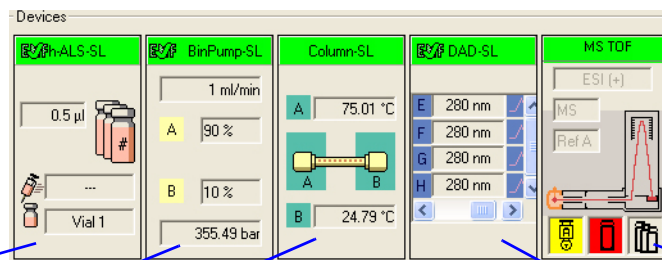 Devices
h-ALS-SL
0.5 µl
#
---
Vial 1
BinPump-SL
1 ml/min
A 90 %
B 10 %
355.49 bar
Column-SL
A 75.01 °C
A B
B 24.79 °C
DAD-SL
E 280 nm
F 280 nm
G 280 nm
H 280 nm
MS TOF
ESI (+)
MS
Ref A